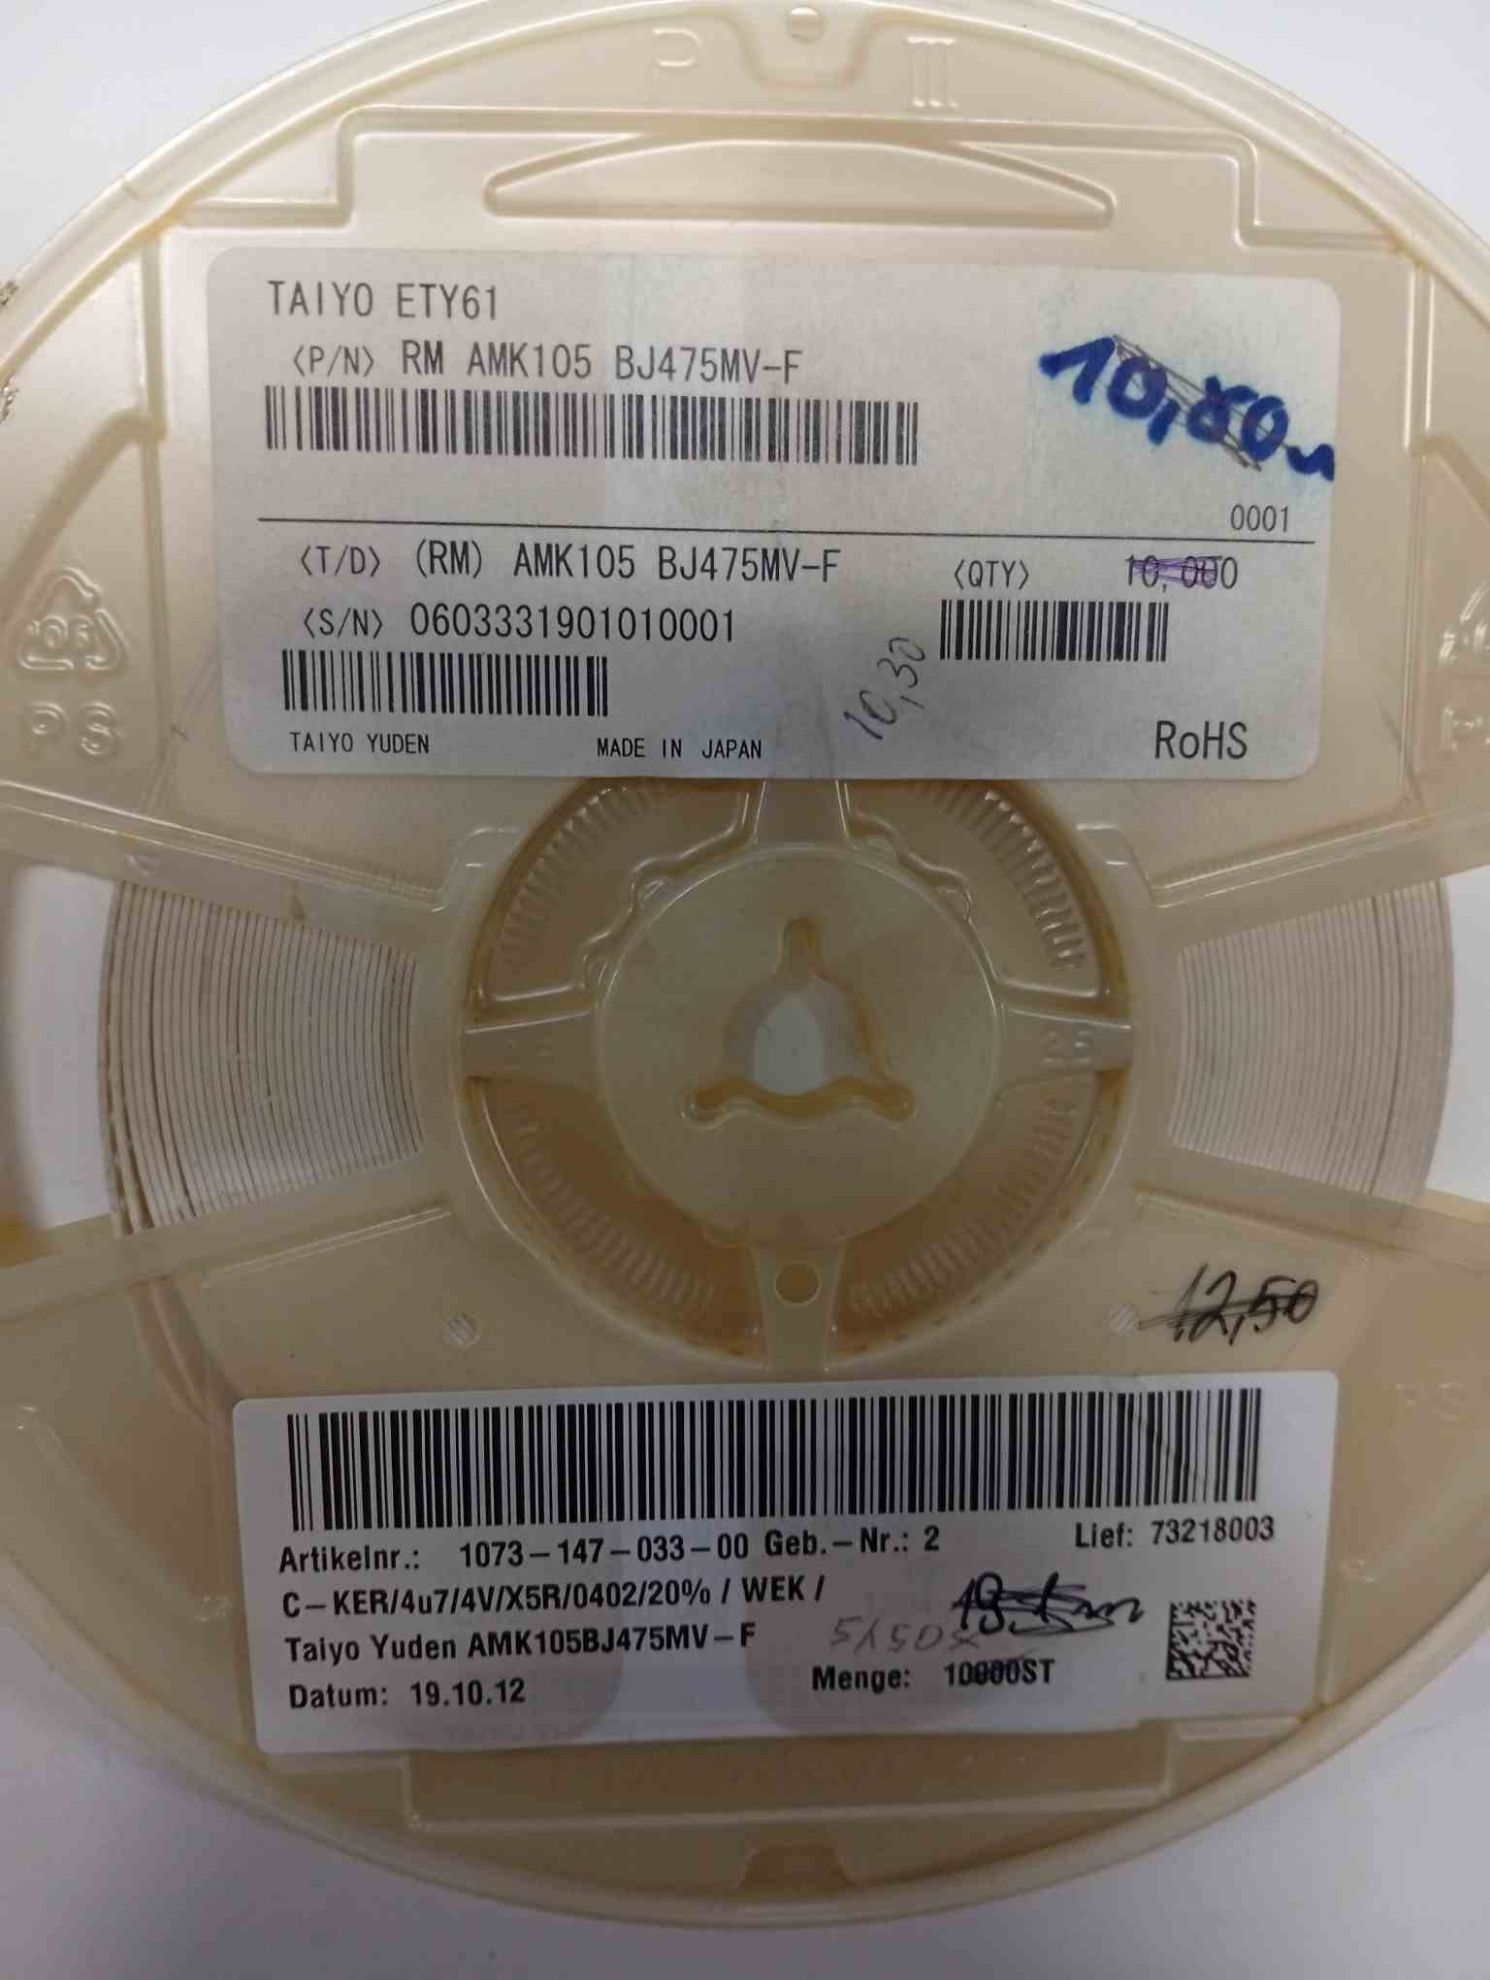 TAIYO ETY61
<P/N> RM AMK105 BJ475MV-F
10,80m
0001
<T/D> (RM) AMK105 BJ475MV-F
<QTY> 10,000
<S/N> 0603331901010001
10,30
TAIYO YUDEN
MADE IN JAPAN
RoHS
PS
12,50
Artikelnr.: 1073-147-033-00 Geb.-Nr.: 2
Lief: 73218003
C-KER/4u7/4V/X5R/0402/20% / WEK /
Taiyo Yuden AMK105BJ475MV-F
Menge: 10000ST
Datum: 19.10.12